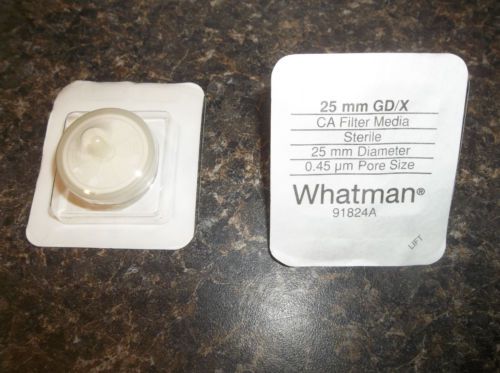 25 mm GD/X
CA Filter Media
Sterile
25 mm Diameter
0.45 µm Pore Size
Whatman®
91824A
LIFT